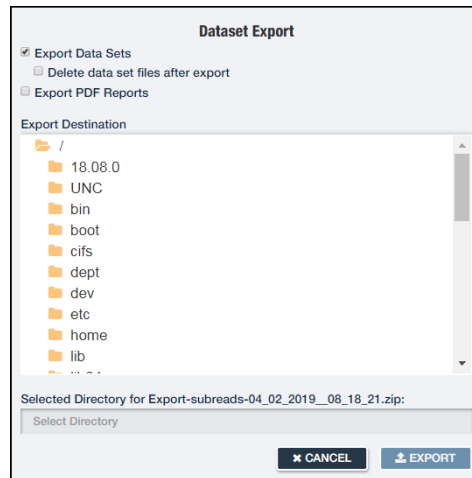 Dataset Export
Export Data Sets
Delete data set files after export
Export PDF Reports
Export Destination
/
18.08.0
UNC
bin
boot
cifs
dept
dev
etc
home
lib
Selected Directory for Export-subreads-04_02_2019__08_18_21.zip:
Select Directory
× CANCEL EXPORT